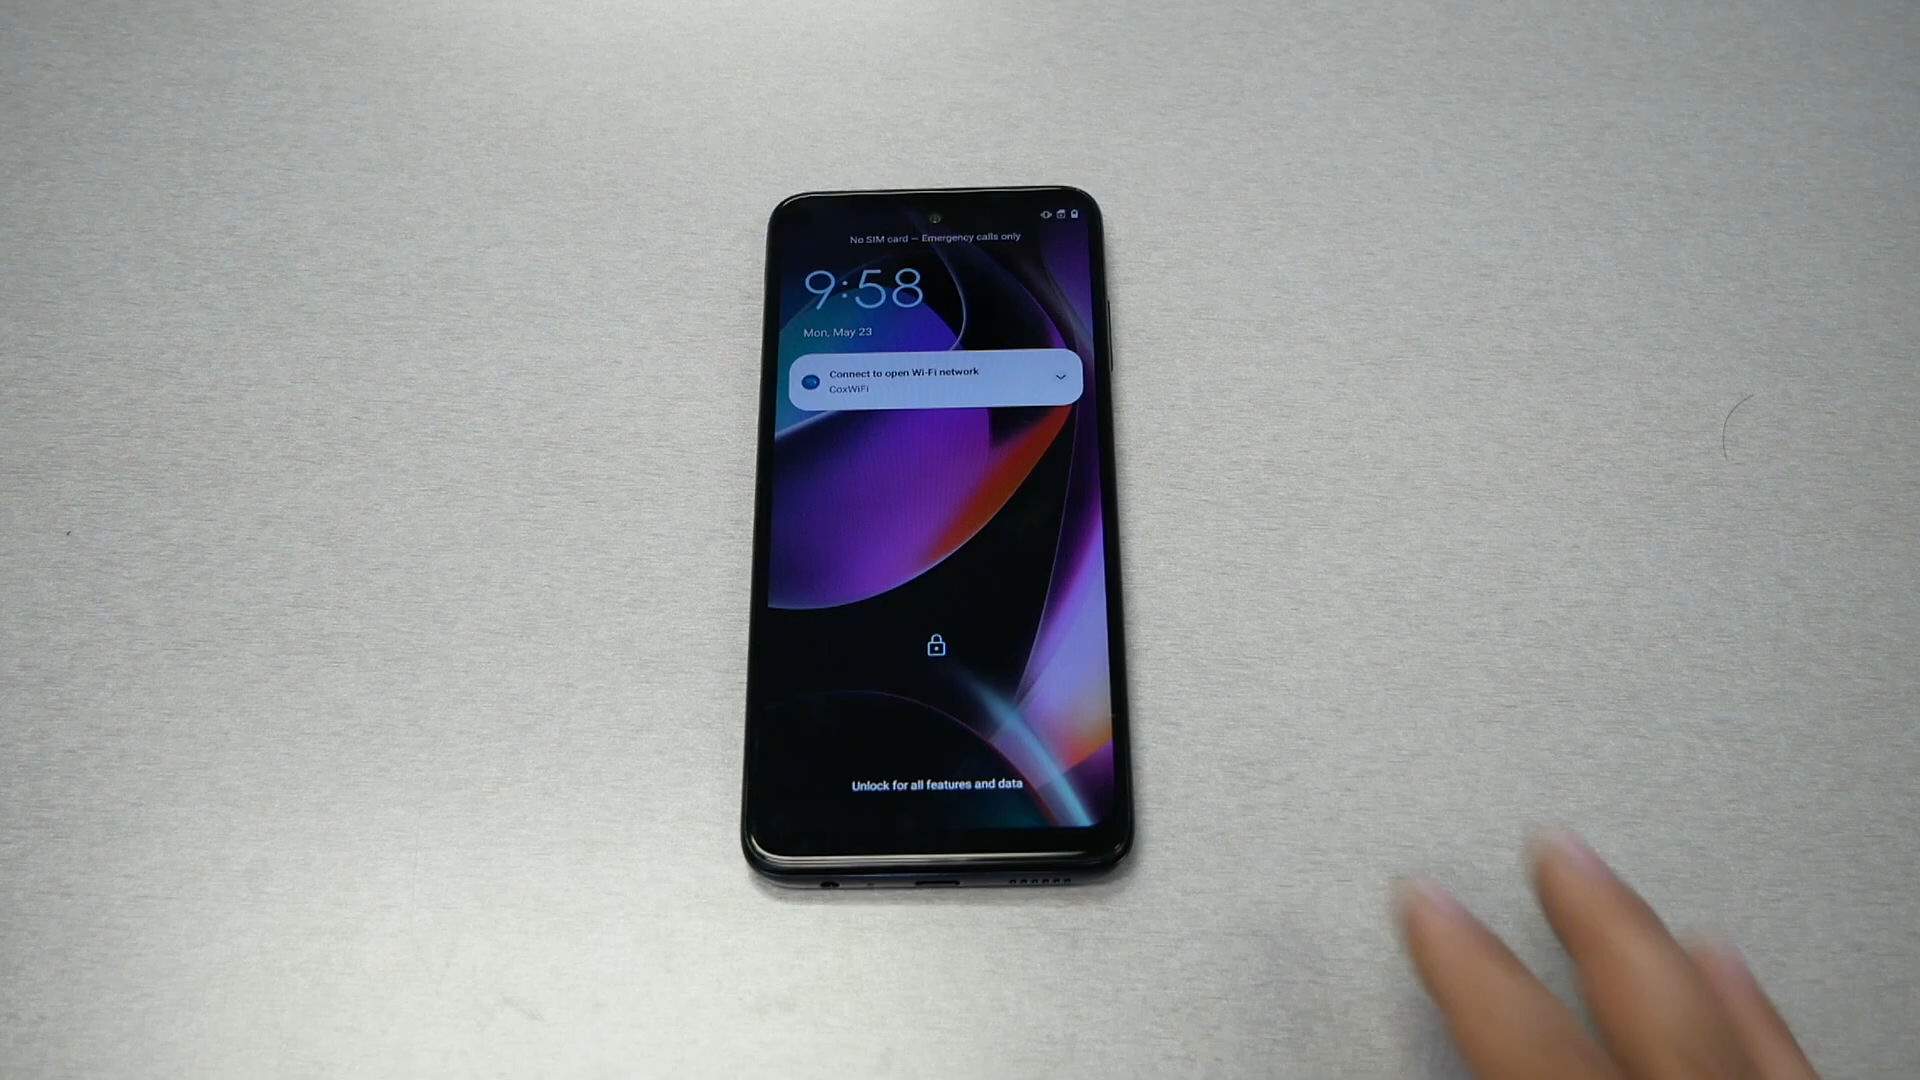 No SIM card — Emergency calls only
9:58
Mon, May 23
Connect to open Wi-Fi network
CoxWiFi
Unlock for all features and data